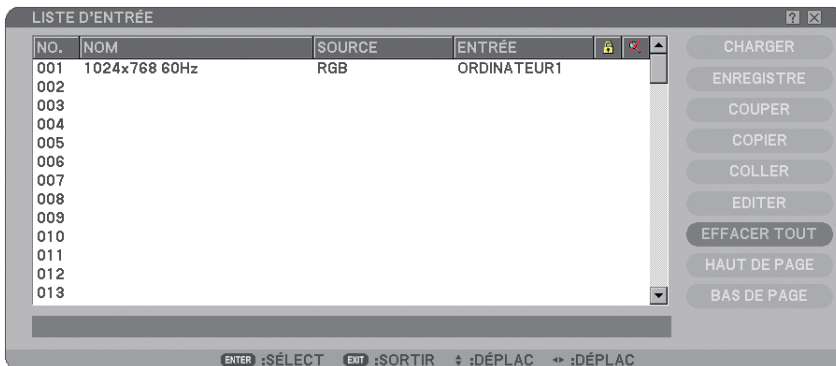 LISTE D'ENTRÉE ? X
NO. NOM SOURCE ENTRÉE
001 1024x768 60Hz RGB ORDINATEUR1
002
003
004
005
006
007
008
009
010
011
012
013
CHARGER
ENREGISTRE
COUPER
COPIER
COLLER
EDITER
EFFACER TOUT
HAUT DE PAGE
BAS DE PAGE
ENTER :SÉLECT EXIT :SORTIR :DÉPLAC :DÉPLAC